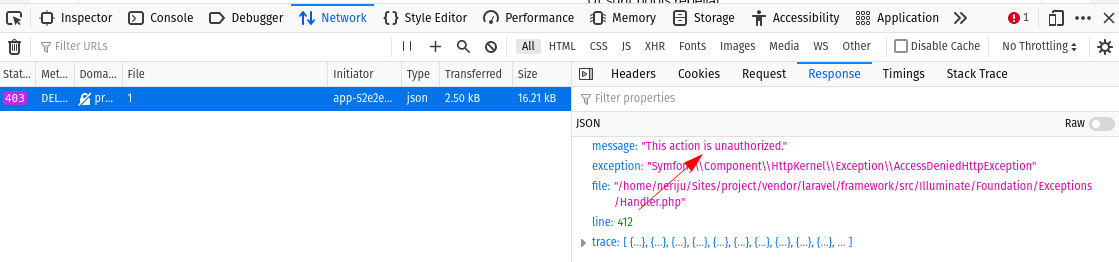 Inspector Console Debugger Network Style Editor Performance Memory Storage Accessibility Application 1
Filter URLs All HTML CSS JS XHR Fonts Images Media WS Other Disable Cache No Throttling
Stat... Met... Doma... File Initiator Type Transferred Size
403 DEL... pr... 1 app-52e2e... json 2.50 kB 16.21 kB
Headers Cookies Request Response Timings Stack Trace
Filter properties
JSON Raw
message: "This action is unauthorized."
exception: "Symfony\\Component\\HttpKernel\\Exception\\AccessDeniedHttpException"
file: "/home/neriju/Sites/project/vendor/laravel/framework/src/Illuminate/Foundation/Exceptions
/Handler.php"
line: 412
trace: [ {...}, {...}, {...}, {...}, {...}, {...}, {...}, {...}, {...}, {...}, ... ]